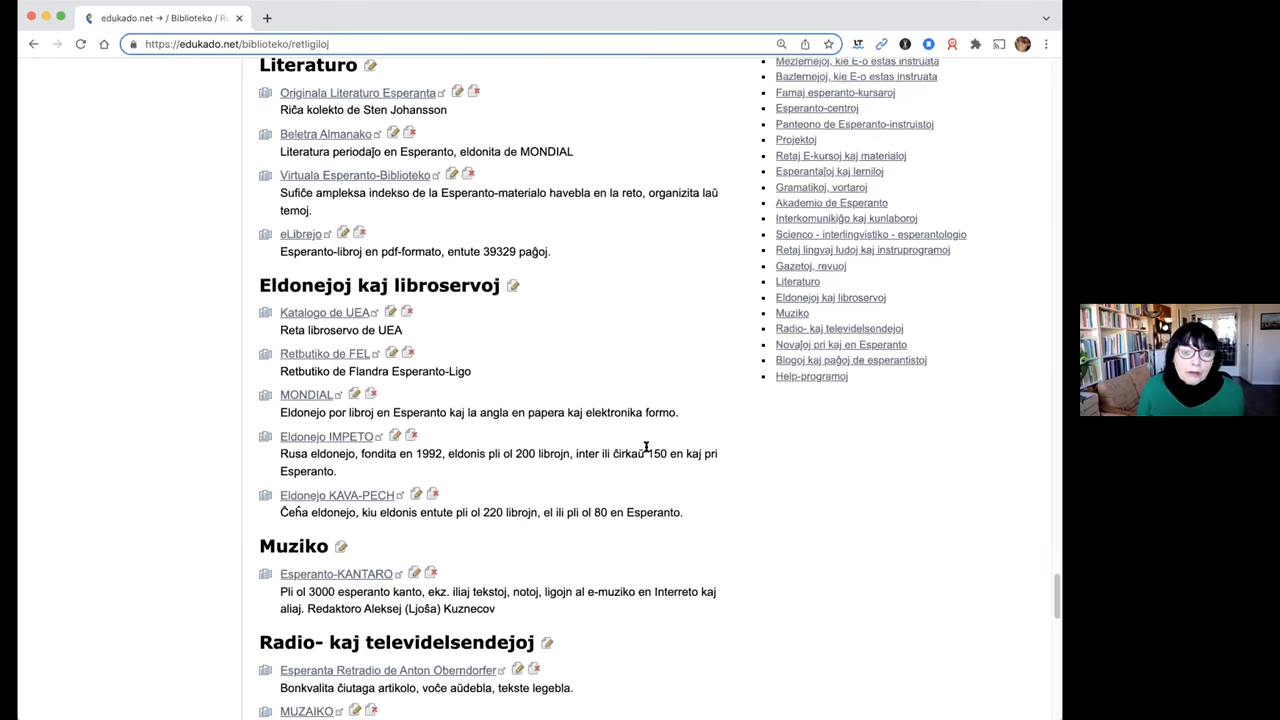 edukado.net → / Biblioteko / R
https://edukado.net/biblioteko/retligiloj
Literaturo
Originala Literaturo Esperanta
Riĉa kolekto de Sten Johansson
Beletra Almanako
Literatura periodaĵo en Esperanto, eldonita de MONDIAL
Virtuala Esperanto-Biblioteko
Sufiĉe ampleksa indekso de la Esperanto-materialo havebla en la reto, organizita laŭ
temoj.
eLibrejo
Esperanto-libroj en pdf-formato, entute 39329 paĝoj.
Eldonejoj kaj libroservoj
Katalogo de UEA
Reta libroservo de UEA
Retbutiko de FEL
Retbutiko de Flandra Esperanto-Ligo
MONDIAL
Eldonejo por libroj en Esperanto kaj la angla en papera kaj elektronika formo.
Eldonejo IMPETO
Rusa eldonejo, fondita en 1992, eldonis pli ol 200 librojn, inter ili ĉirkaŭ 150 en kaj pri
Esperanto.
Eldonejo KAVA-PECH
Ĉeĥa eldonejo, kiu eldonis entute pli ol 220 librojn, el ili pli ol 80 en Esperanto.
Muziko
Esperanto-KANTARO
Pli ol 3000 esperanto kanto, ekz. iliaj tekstoj, notoj, ligojn al e-muziko en Interreto kaj
aliaj. Redaktoro Aleksej (Ljoŝa) Kuznecov
Radio- kaj televidelsendejoj
Esperanta Retradio de Anton Oberndorfer
Bonkvalita ĉiutaga artikolo, voĉe aŭdebla, tekste legebla.
MUZAIKO
Mezlernejoj, kie E-o estas instruata
Bazlernejoj, kie E-o estas instruata
Famaj esperanto-kursaroj
Esperanto-centroj
Panteono de Esperanto-instruistoj
Projektoj
Retaj E-kursoj kaj materialoj
Esperantaĵoj kaj lerniloj
Gramatikoj, vortaroj
Akademio de Esperanto
Interkomunikiĝo kaj kunlaboroj
Scienco - interlingvistiko - esperantologio
Retaj lingvaj ludoj kaj instruprogramoj
Gazetoj, revuoj
Literaturo
Eldonejoj kaj libroservoj
Muziko
Radio- kaj televidelsendejoj
Novaĵoj pri kaj en Esperanto
Blogoj kaj paĝoj de esperantistoj
Help-programoj